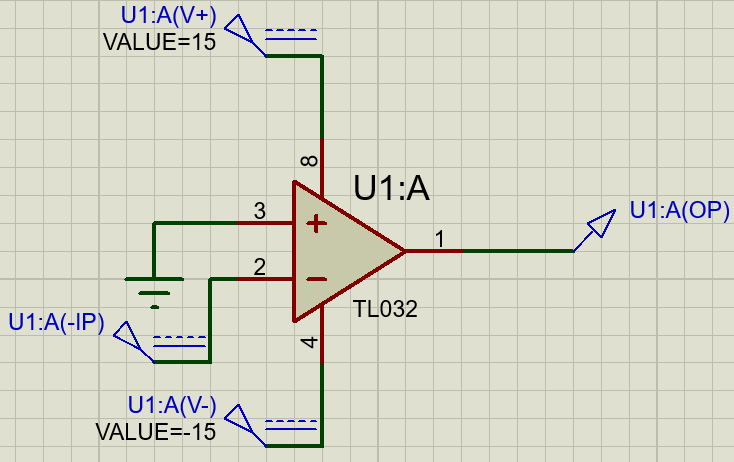 U1:A(V+)
VALUE=15
8
U1:A
3
+
1
U1:A(OP)
2
−
TL032
U1:A(-IP)
4
U1:A(V-)
VALUE=-15